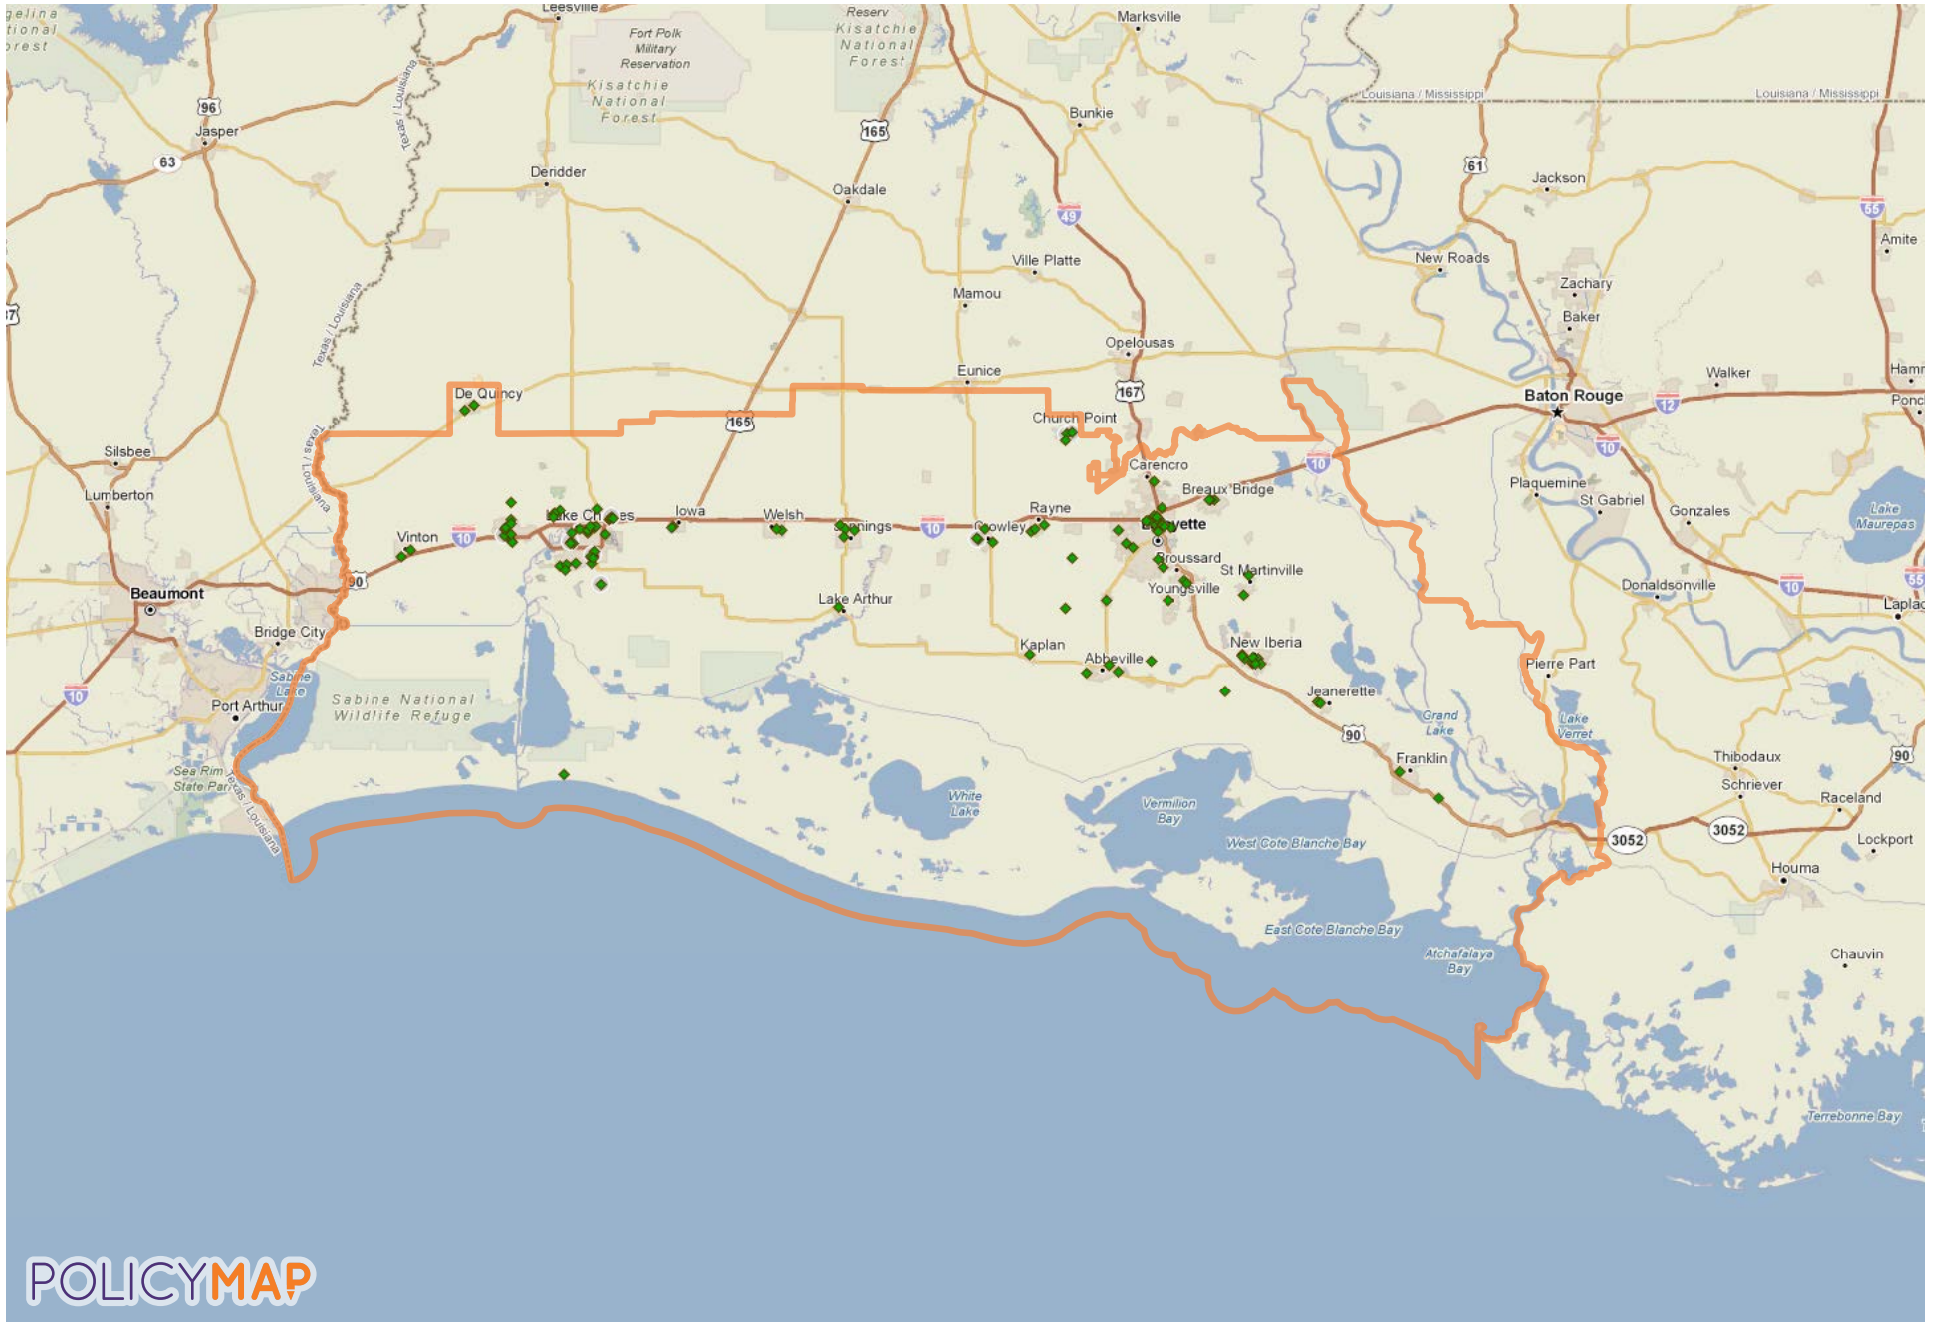 Leesville
Marksville
Reserv
Kisatchie
National
Forest
Fort Polk
Military
Reservation
Kisatchie
National
Forest
gelina
tional
orest
Texas / Louisiana
Louisiana / Mississippi
Louisiana / Mississippi
96
Jasper
63
165
Bunkie
61
Jackson
Deridder
Oakdale
49
55
Amite
Ville Platte
New Roads
Zachary
Mamou
Baker
Texas / Louisiana
Opelousas
Eunice
Walker
De Quincy
167
Baton Rouge
12
Church Point
165
Texas / Louisiana
10
Silsbee
Carencro
10
Lumberton
Breaux Bridge
Plaquemine
St Gabriel
Gonzales
Lake
Maurepas
Iowa
Welsh
Rayne
Crowley
10
10
Vinton
90
Broussard
St Martinville
Youngsville
Donaldsonville
10
55
Beaumont
Lake Arthur
Bridge City
Kaplan
Abbeville
New Iberia
Pierre Part
Sabine
Lake
10
Port Arthur
Sabine National
Wildlife Refuge
Jeanerette
Grand
Lake
Lake
Verret
90
Franklin
Thibodaux
90
Schriever
Raceland
Sea Rim
State Park
Texas / Louisiana
White
Lake
Vermilion
Bay
West Cote Blanche Bay
3052
3052
Lockport
Houma
East Cote Blanche Bay
Atchafalaya
Bay
Chauvin
Terrebonne Bay
POLICYMAP